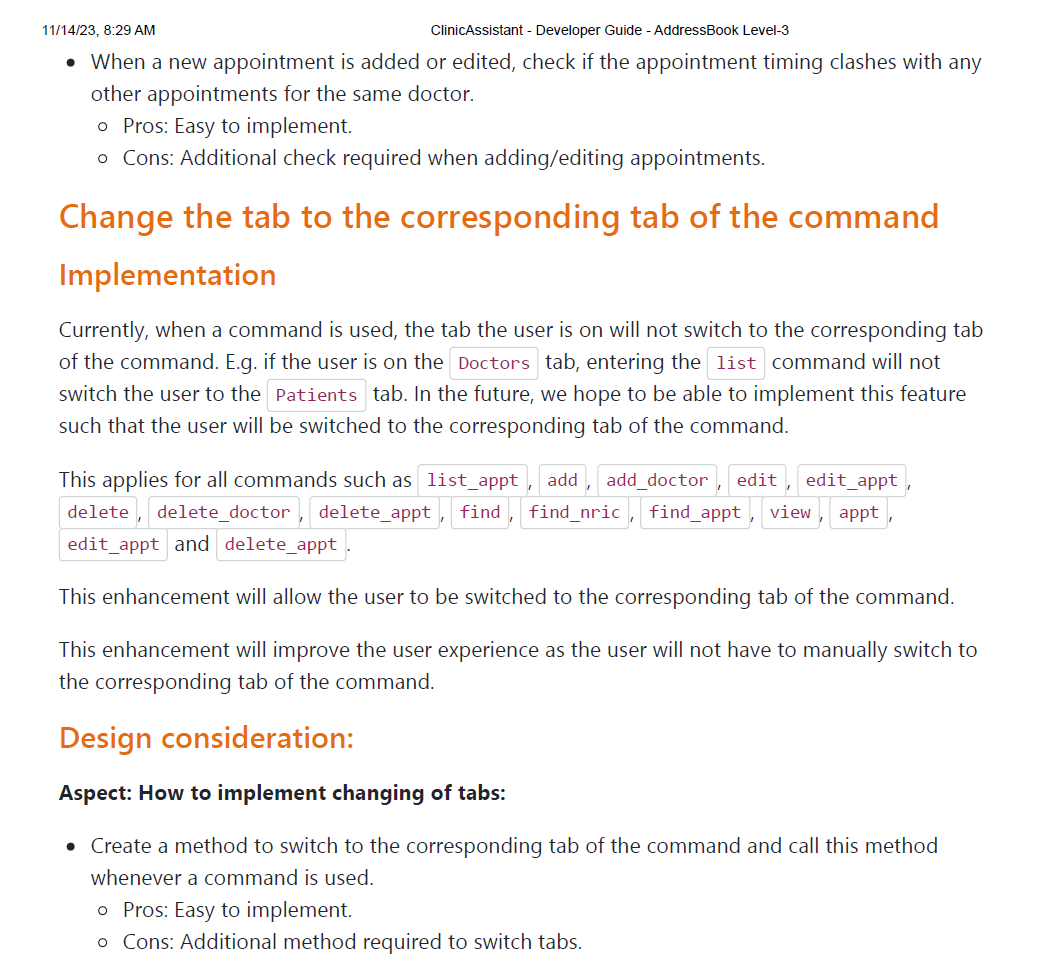 11/14/23, 8:29 AM ClinicAssistant - Developer Guide - AddressBook Level-3
• When a new appointment is added or edited, check if the appointment timing clashes with any
other appointments for the same doctor.
○ Pros: Easy to implement.
○ Cons: Additional check required when adding/editing appointments.
Change the tab to the corresponding tab of the command
Implementation
Currently, when a command is used, the tab the user is on will not switch to the corresponding tab
of the command. E.g. if the user is on the Doctors tab, entering the list command will not
switch the user to the Patients tab. In the future, we hope to be able to implement this feature
such that the user will be switched to the corresponding tab of the command.
This applies for all commands such as list_appt, add, add_doctor, edit, edit_appt,
delete, delete_doctor, delete_appt, find, find_nric, find_appt, view, appt,
edit_appt and delete_appt.
This enhancement will allow the user to be switched to the corresponding tab of the command.
This enhancement will improve the user experience as the user will not have to manually switch to
the corresponding tab of the command.
Design consideration:
Aspect: How to implement changing of tabs:
• Create a method to switch to the corresponding tab of the command and call this method
whenever a command is used.
○ Pros: Easy to implement.
○ Cons: Additional method required to switch tabs.